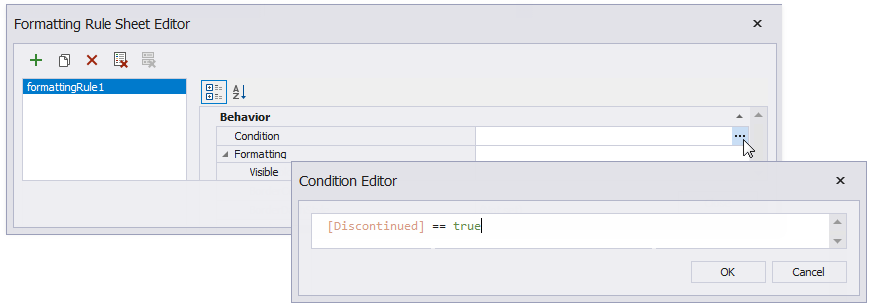 Formatting Rule Sheet Editor
formattingRule1
Behavior
Condition
Formatting
Visible
Condition Editor
[Discontinued] == true
OK Cancel